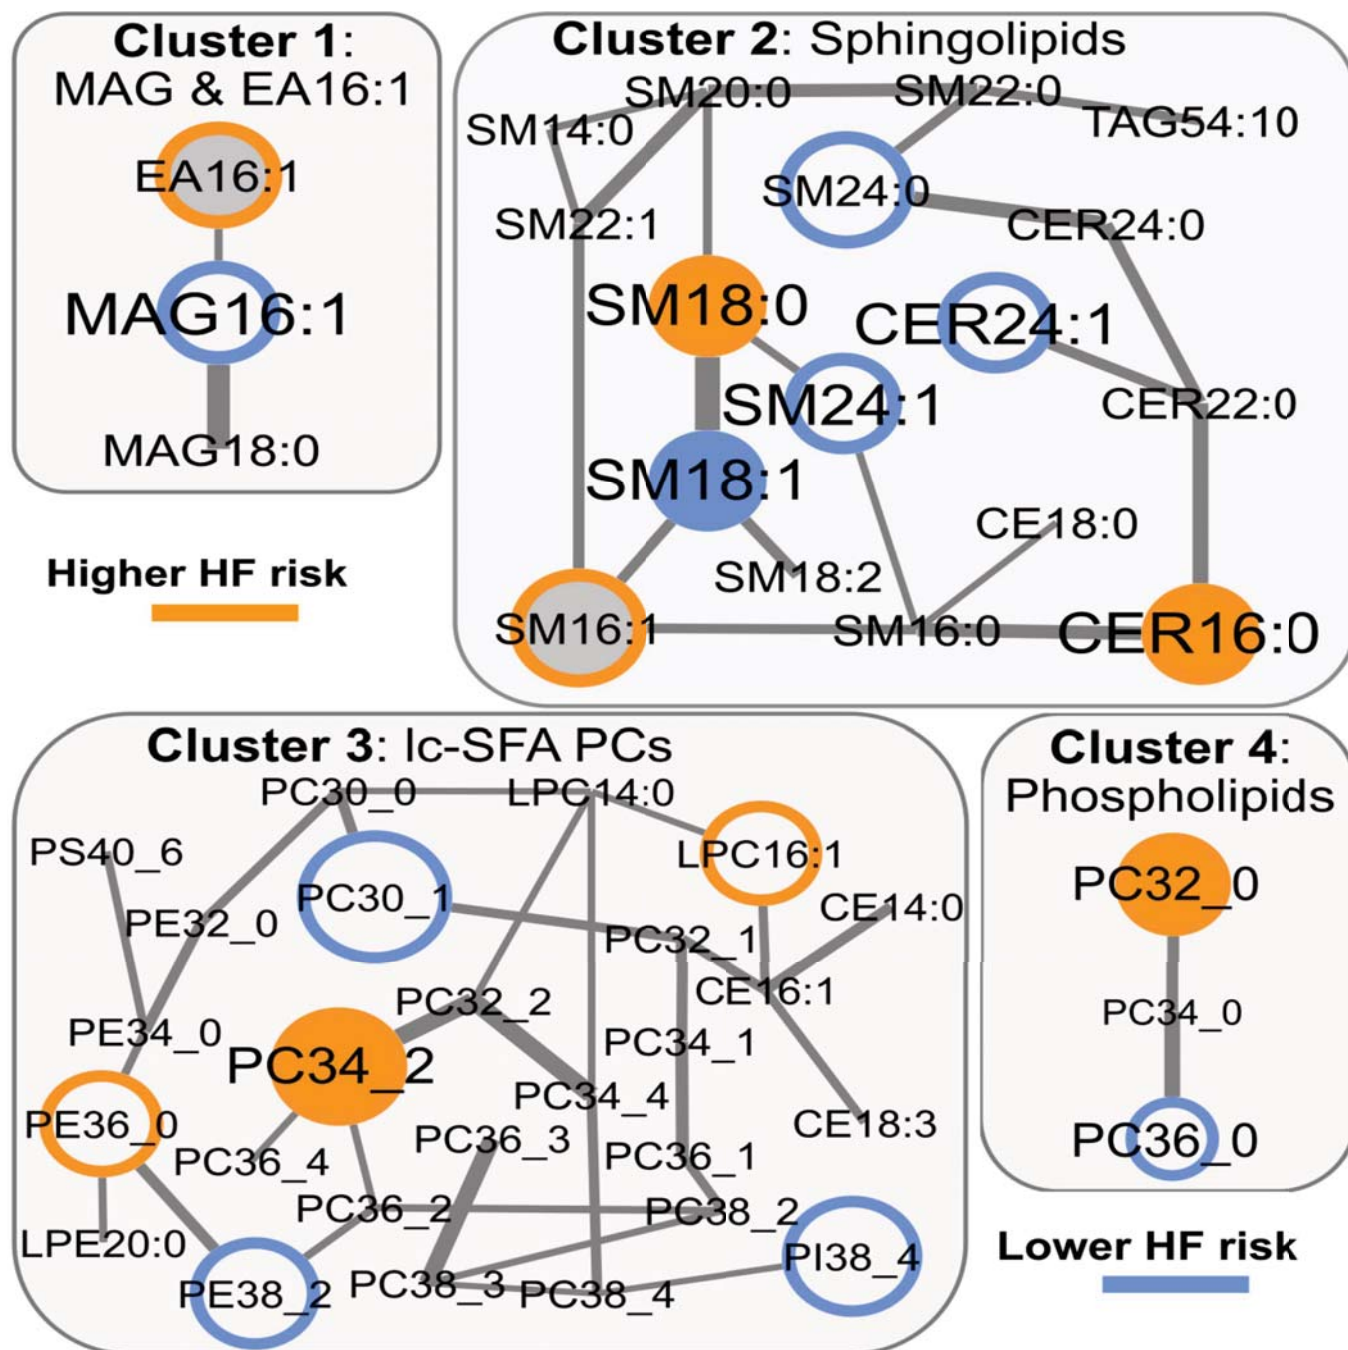 Cluster 1:
MAG & EA16:1
EA16:1
MAG16:1
MAG18:0
Higher HF risk
Cluster 2: Sphingolipids
SM20:0
SM22:0
TAG54:10
SM14:0
SM24:0
SM22:1
CER24:0
SM18:0
CER24:1
SM24:1
CER22:0
SM18:1
CE18:0
SM18:2
SM16:1
SM16:0
CER16:0
Cluster 3: lc-SFA PCs
PC30_0
LPC14:0
PS40_6
LPC16:1
PC30_1
CE14:0
PE32_0
PC32_1
CE16:1
PC32_2
PE34_0
PC34_1
PC34_2
PC34_4
PE36_0
PC36_3
CE18:3
PC36_4
PC36_1
PC36_2
PC38_2
LPE20:0
PI38_4
PE38_2
PC38_3
PC38_4
Cluster 4:
Phospholipids
PC32_0
PC34_0
PC36_0
Lower HF risk